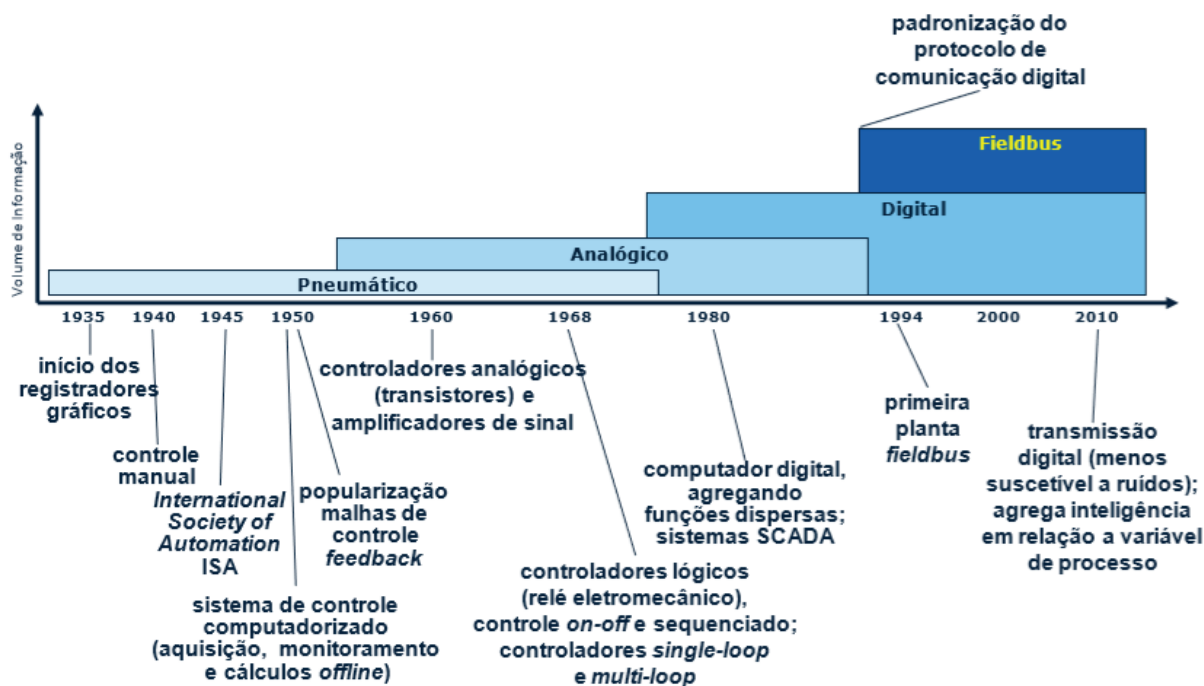 padronização do
protocolo de
comunicação digital
Volume de Informação
Fieldbus
Digital
Analógico
Pneumático
1935
1940
1945
1950
1960
1968
1980
1994
2000
2010
início dos
registradores
gráficos
controle
manual
International
Society of
Automation
ISA
sistema de controle
computadorizado
(aquisição, monitoramento
e cálculos offline)
popularização
malhas de
controle
feedback
controladores analógicos
(transistores) e
amplificadores de sinal
controladores lógicos
(relé eletromecânico),
controle on-off e sequenciado;
controladores single-loop
e multi-loop
computador digital,
agregando
funções dispersas;
sistemas SCADA
primeira
planta
fieldbus
transmissão
digital (menos
suscetível a ruídos);
agrega inteligência
em relação a variável
de processo